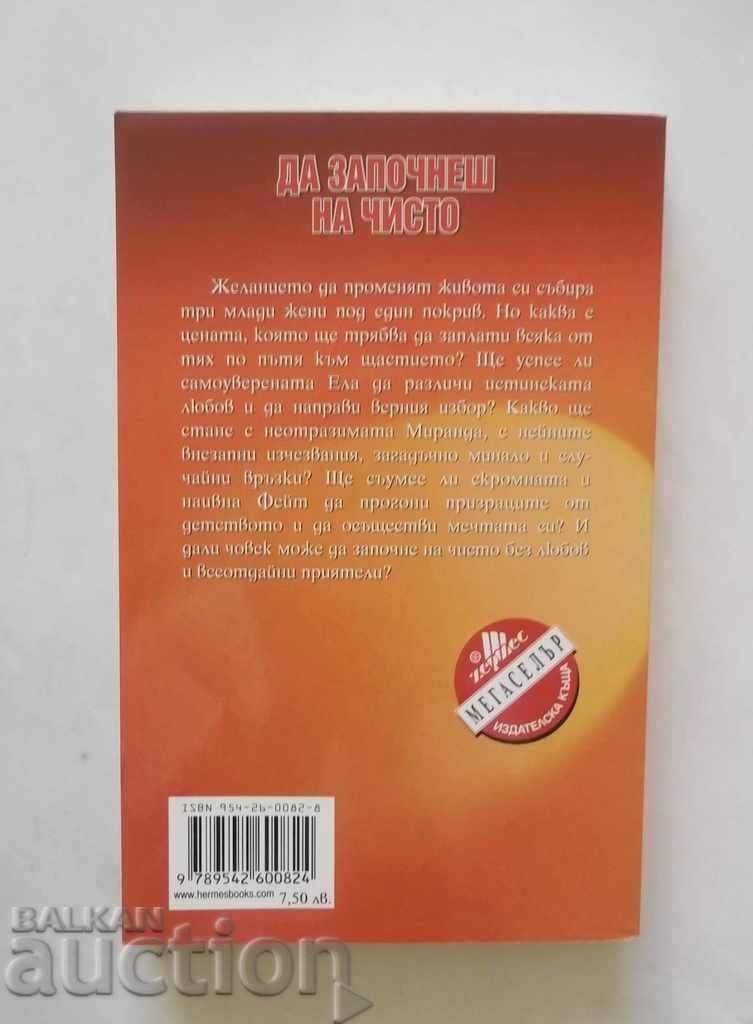 ДА ЗАПОЧНЕШ
НА ЧИСТО
Желанието да променят живота си събира
три млади жени под един покрив. Но каква е
цената, която ще трябва да заплати всяка от
тях по пътя към щастието? Ще успее ли
самоуверената Ела да различи истинската
любов и да направи верния избор? Какво ще
стане с неотразимата Миранда, с нейните
внезапни изчезвания, загадъчно минало и слу-
чайни връзки? Ще съумее ли скромната и
наивна Фейт да прогони призраците от
детството и да осъществи мечтата си? И
дали човек може да започне на чисто без любов
и всеотдайни приятели?
®
Хермес
МЕГАСЕЛЪР
ИЗДАТЕЛСКА КЪЩА
ISBN 954-26-0082-8
9 789542 600824
www.hermesbooks.com
7,50 лв.
BALKAN
auction